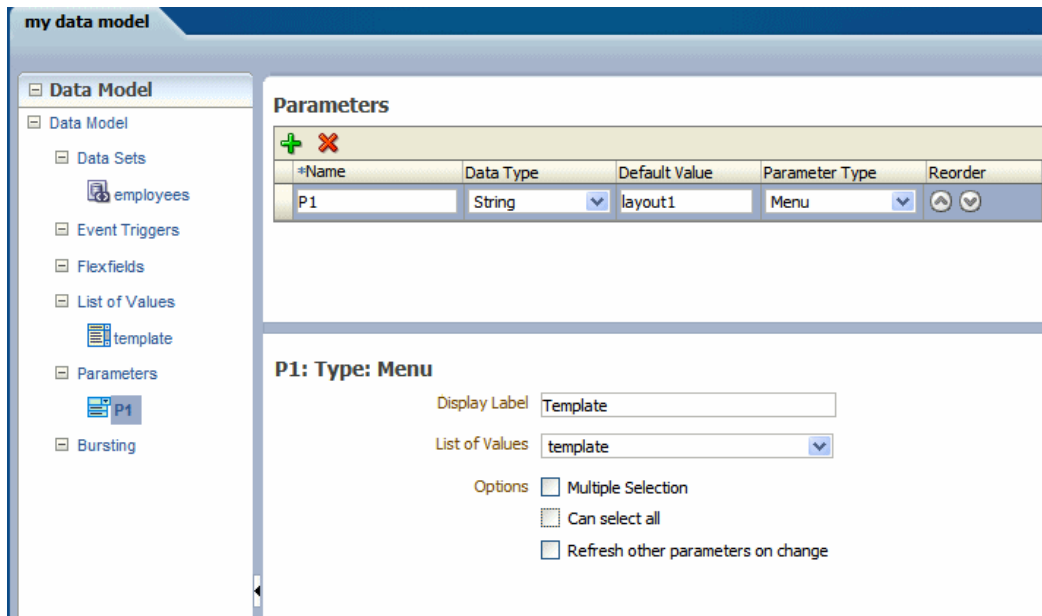 my data model
Data Model
Data Model
Data Sets
employees
Event Triggers
Flexfields
List of Values
template
Parameters
P1
Bursting
Parameters
*Name Data Type Default Value Parameter Type Reorder
P1 String layout1 Menu
P1: Type: Menu
Display Label Template
List of Values template
Options Multiple Selection
Can select all
Refresh other parameters on change